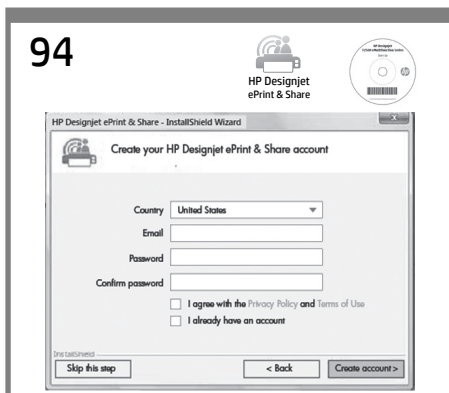 94
HP Designjet
ePrint & Share
HP Designjet
HP Designjet ePrint & Share - InstallShield Wizard
Create your HP Designjet ePrint & Share account
Country United States
Email
Password
Confirm password
I agree with the Privacy Policy and Terms of Use
I already have an account
InstallShield
Skip this step
< Back
Create account >